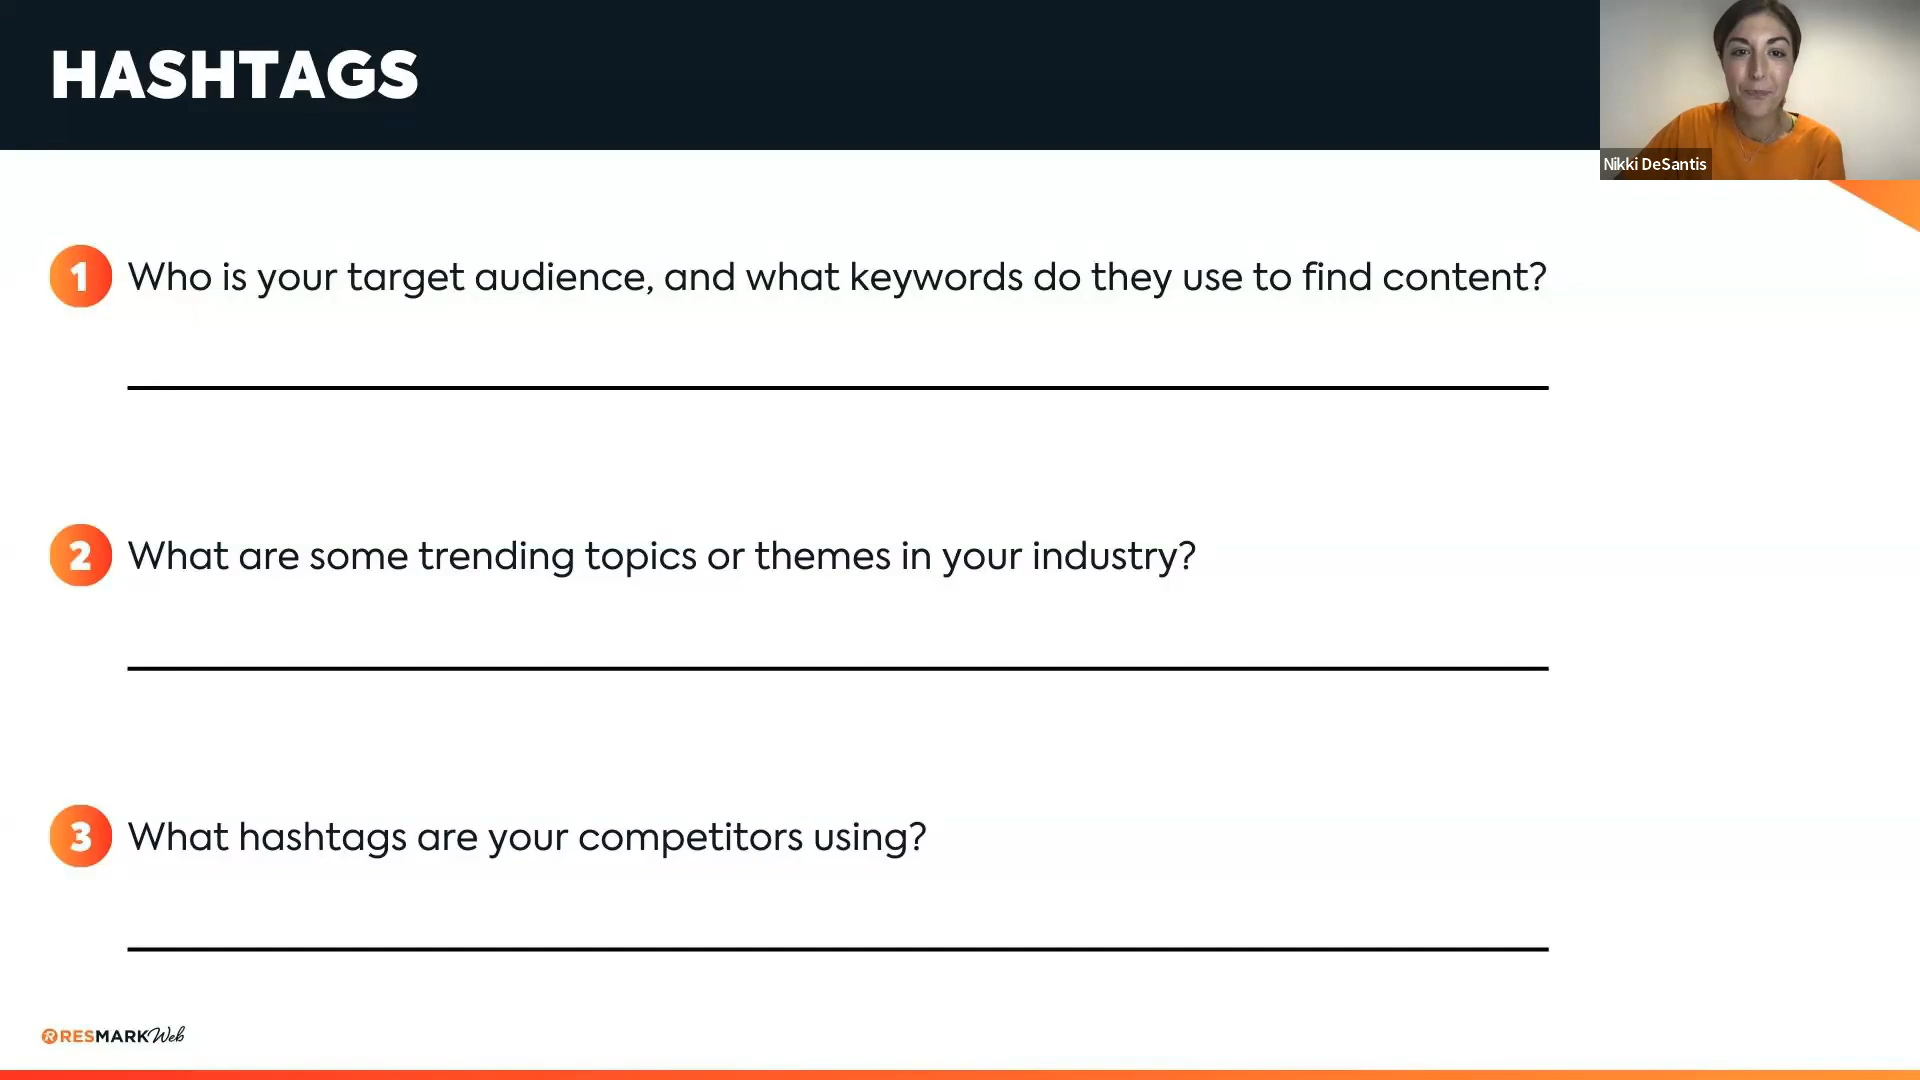 HASHTAGS
Nikki DeSantis
1 Who is your target audience, and what keywords do they use to find content?
2 What are some trending topics or themes in your industry?
3 What hashtags are your competitors using?
RESMARK Web